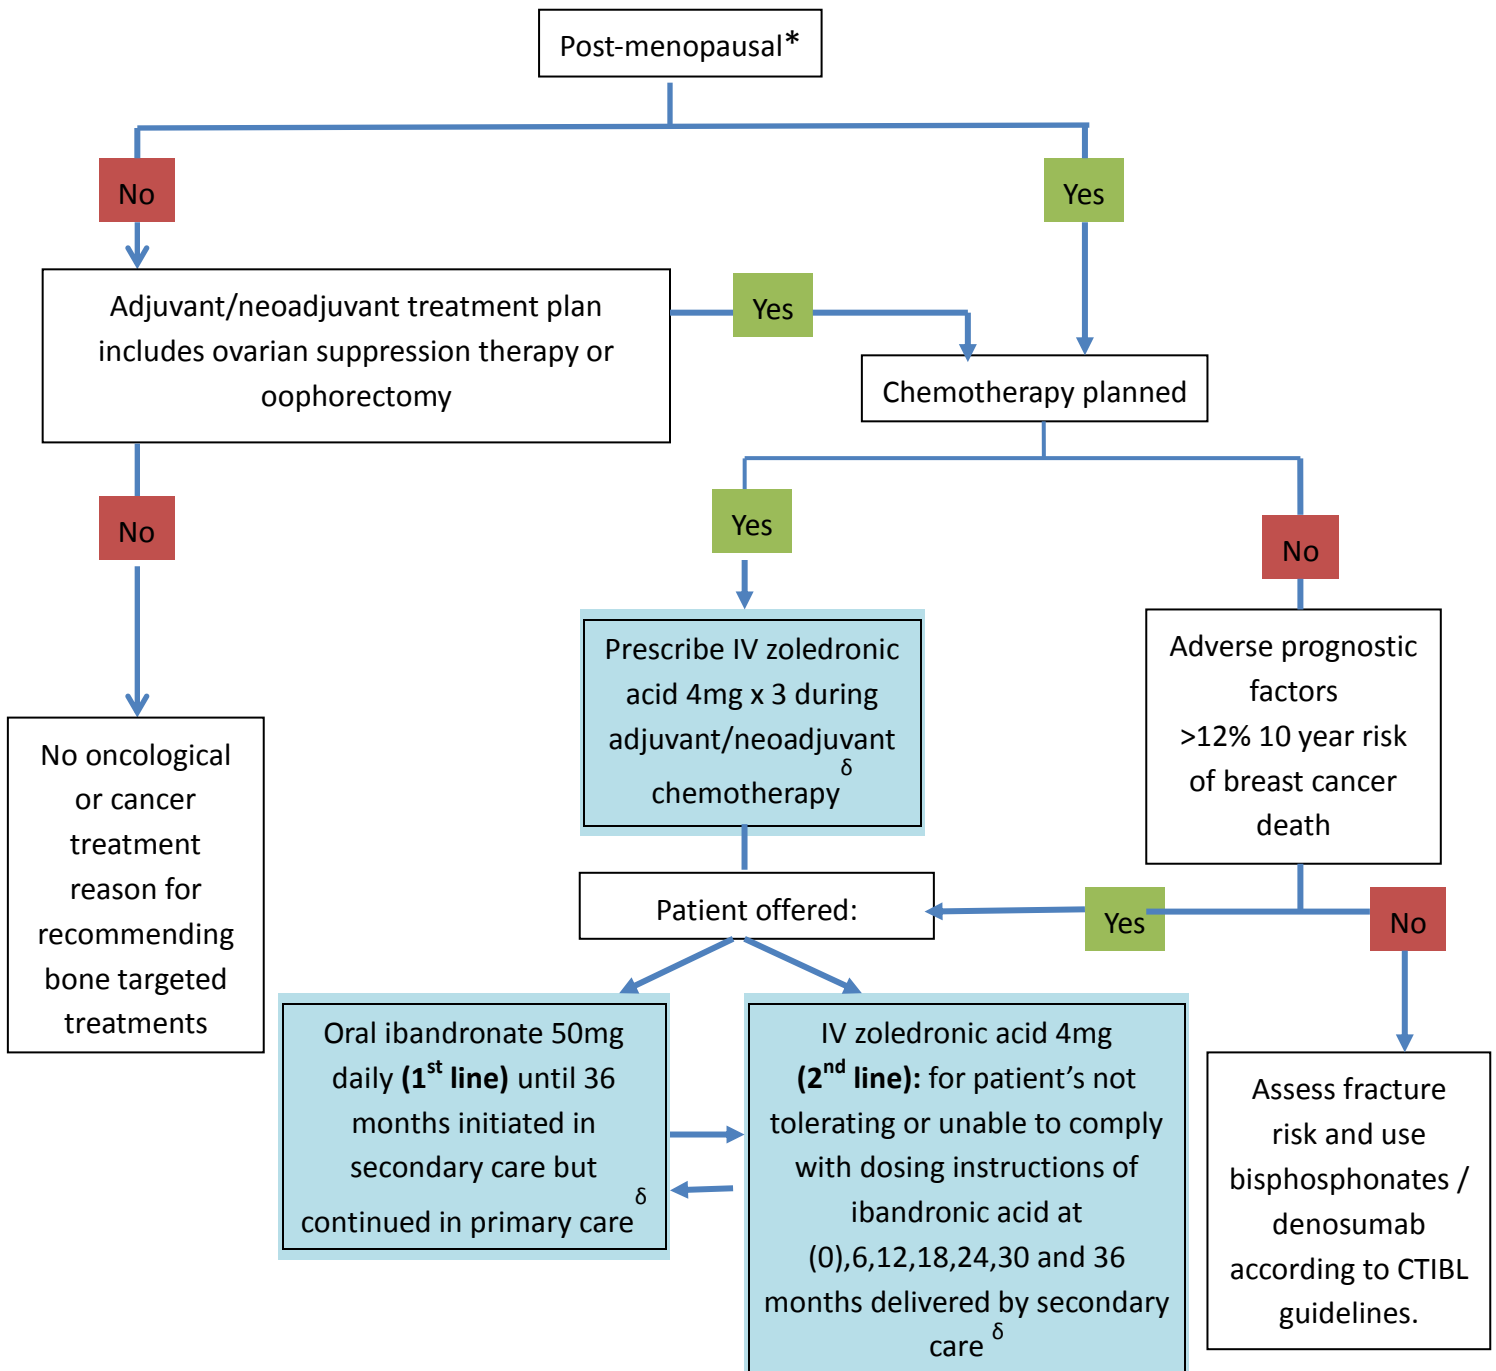 Post-menopausal*
No
Yes
Adjuvant/neoadjuvant treatment plan
includes ovarian suppression therapy or
oophorectomy
Yes
Chemotherapy planned
No
Yes
No
Prescribe IV zoledronic
acid 4mg x 3 during
adjuvant/neoadjuvant
chemotherapy δ
Adverse prognostic
factors
>12% 10 year risk
of breast cancer
death
No oncological
or cancer
treatment
reason for
recommending
bone targeted
treatments
Patient offered:
Yes
No
Oral ibandronate 50mg
daily (1st line) until 36
months initiated in
secondary care but
continued in primary care δ
IV zoledronic acid 4mg
(2nd line): for patient's not
tolerating or unable to comply
with dosing instructions of
ibandronic acid at
(0),6,12,18,24,30 and 36
months delivered by secondary
care δ
Assess fracture
risk and use
bisphosphonates /
denosumab
according to CTIBL
guidelines.